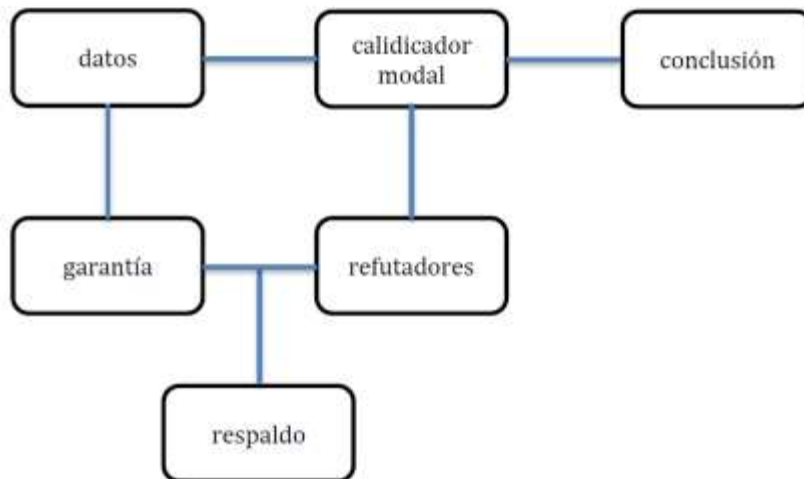 datos
calidicador
modal
conclusión
garantía
refutadores
respaldo